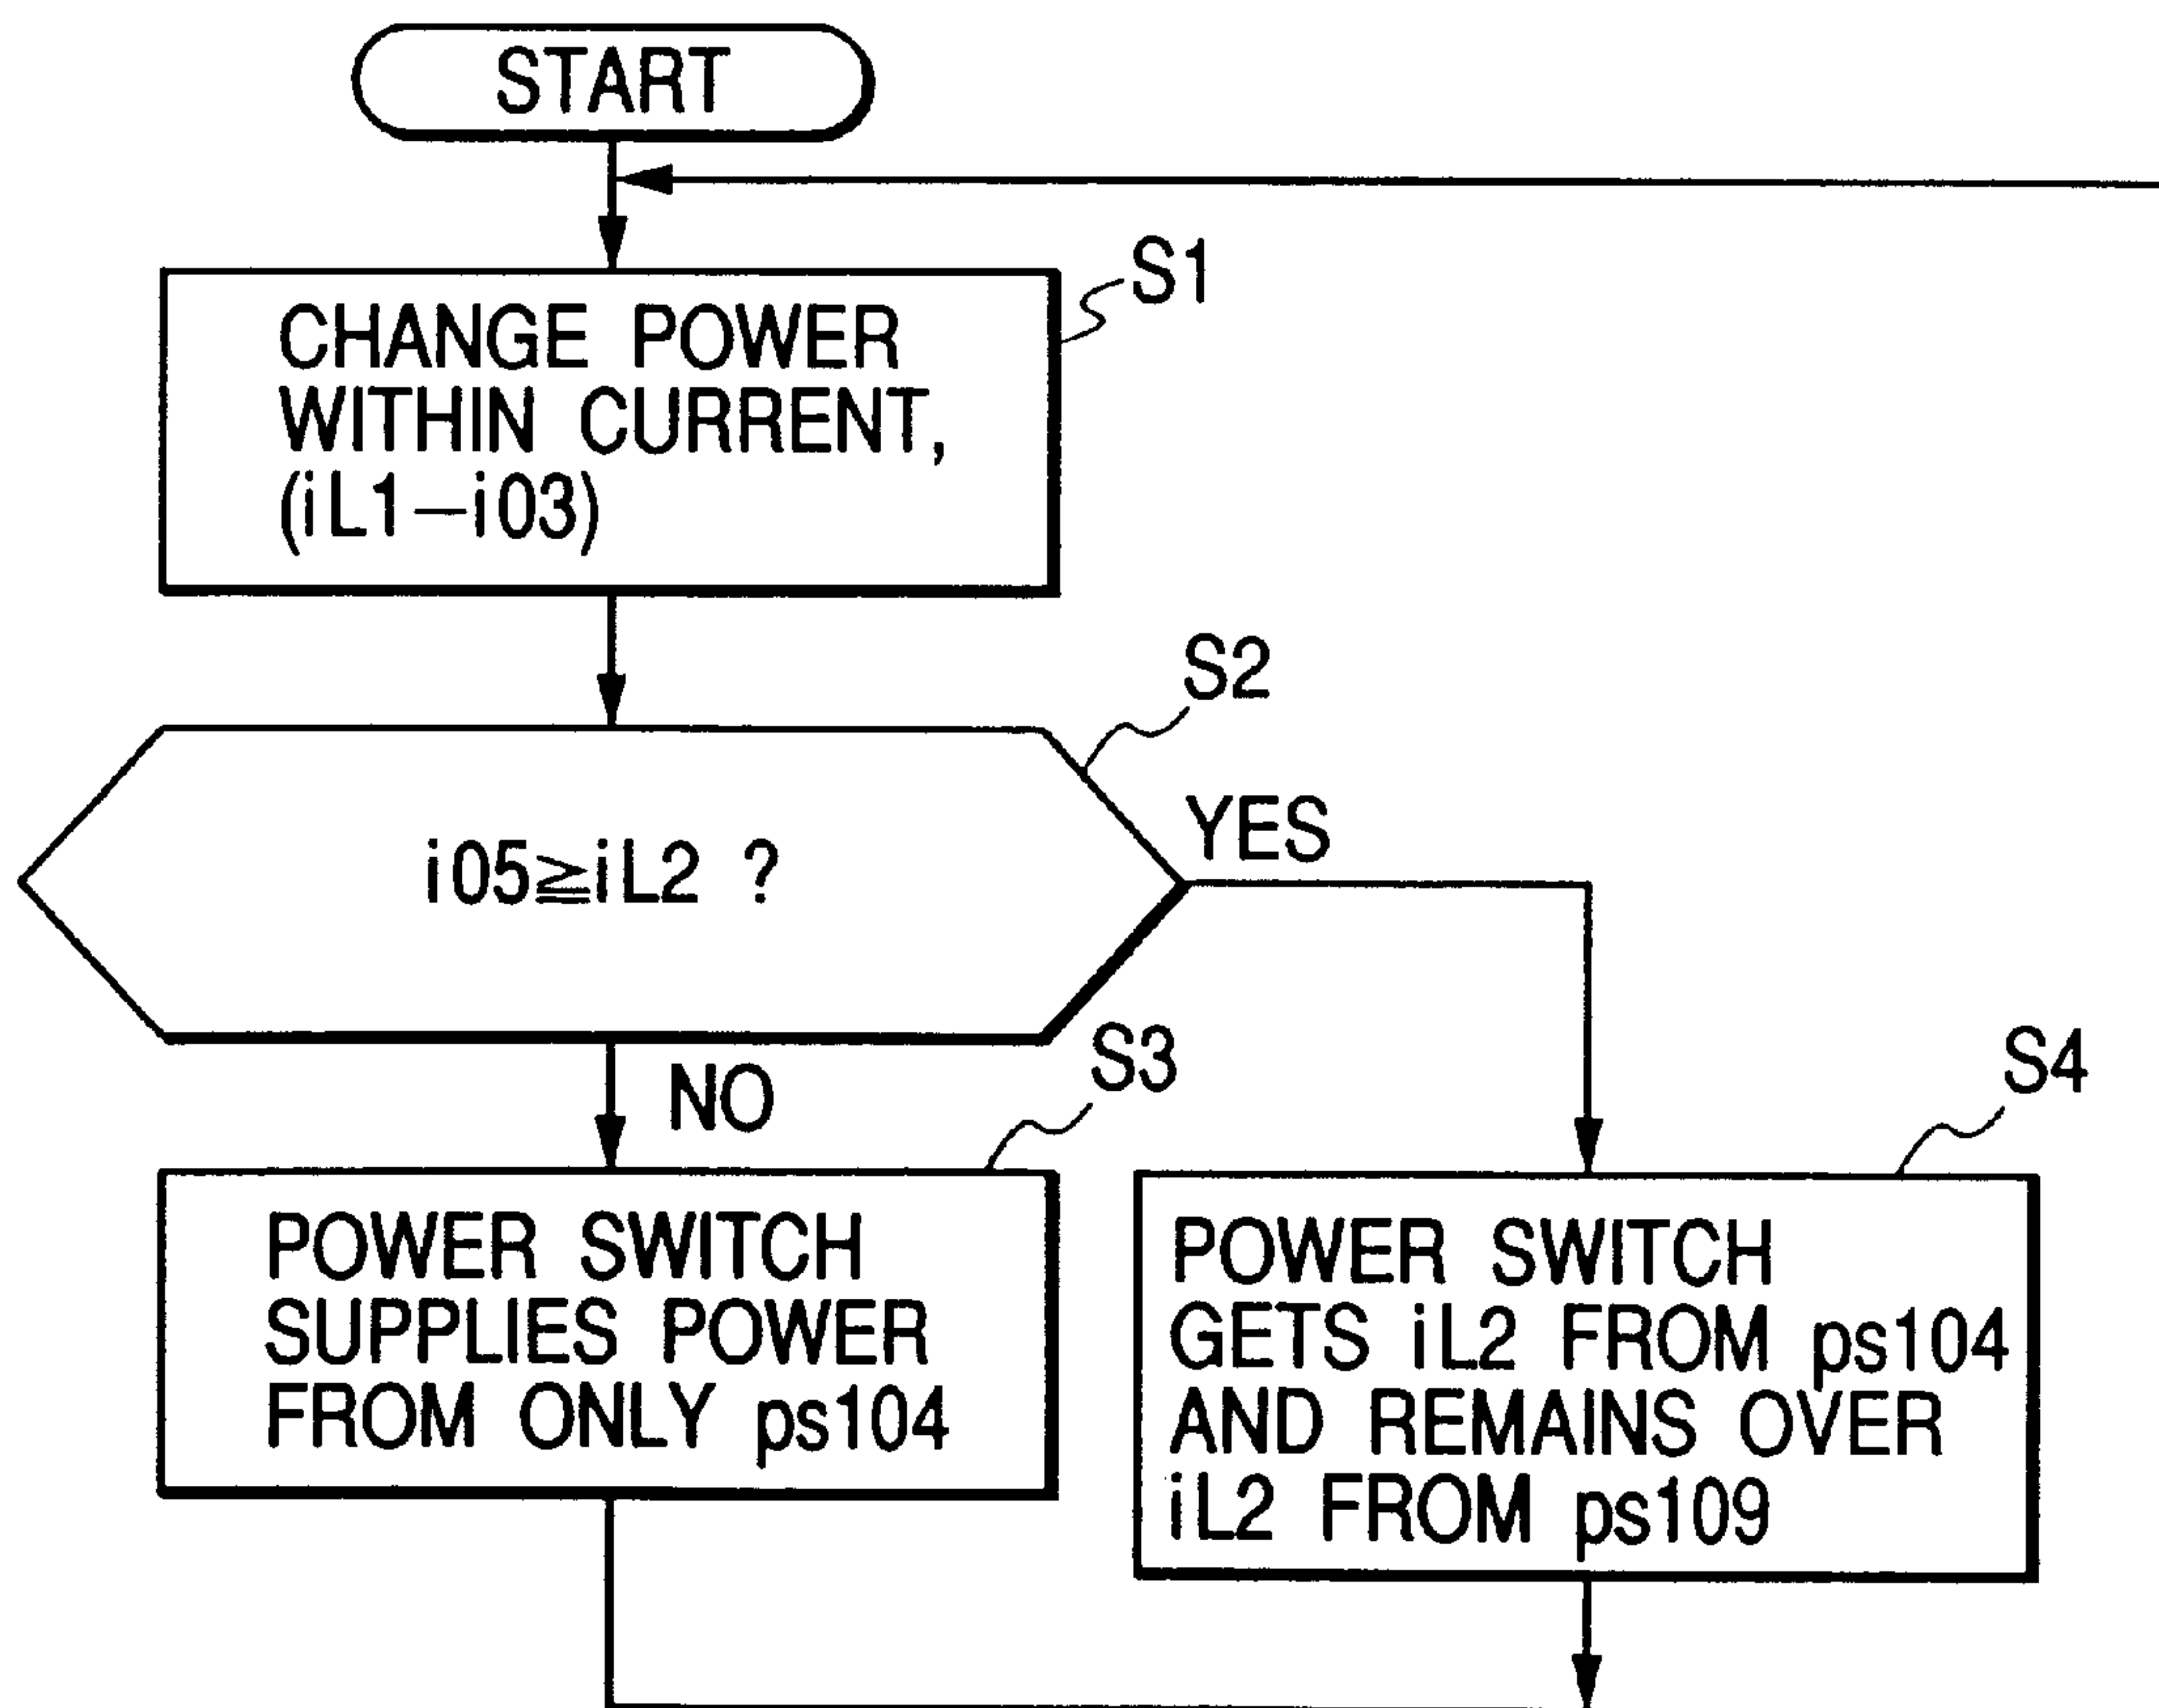 START
S1
CHANGE POWER
WITHIN CURRENT,
(iL1—i03)
S2
i05≧iL2 ?
YES
NO
S3
POWER SWITCH
SUPPLIES POWER
FROM ONLY ps104
S4
POWER SWITCH
GETS iL2 FROM ps104
AND REMAINS OVER
iL2 FROM ps109